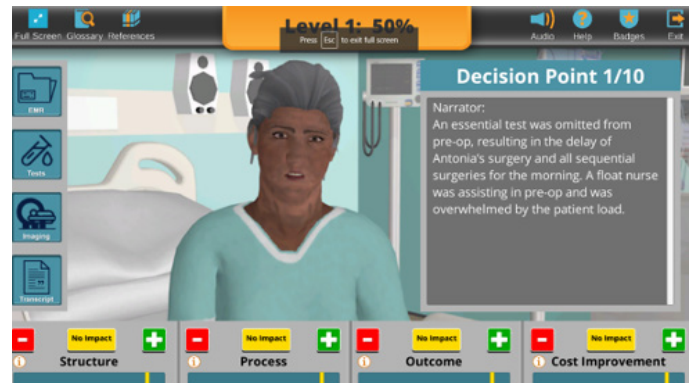 Full Screen Glossary References
Level 1: 50%
Press Esc to exit full screen
Audio Help Badges Exit
EMR
Tests
Imaging
Transcript
Decision Point 1/10
Narrator:
An essential test was omitted from
pre-op, resulting in the delay of
Antonia's surgery and all sequential
surgeries for the morning. A float nurse
was assisting in pre-op and was
overwhelmed by the patient load.
- No Impact +
Structure
- No Impact +
Process
- No Impact +
Outcome
- No Impact +
Cost Improvement